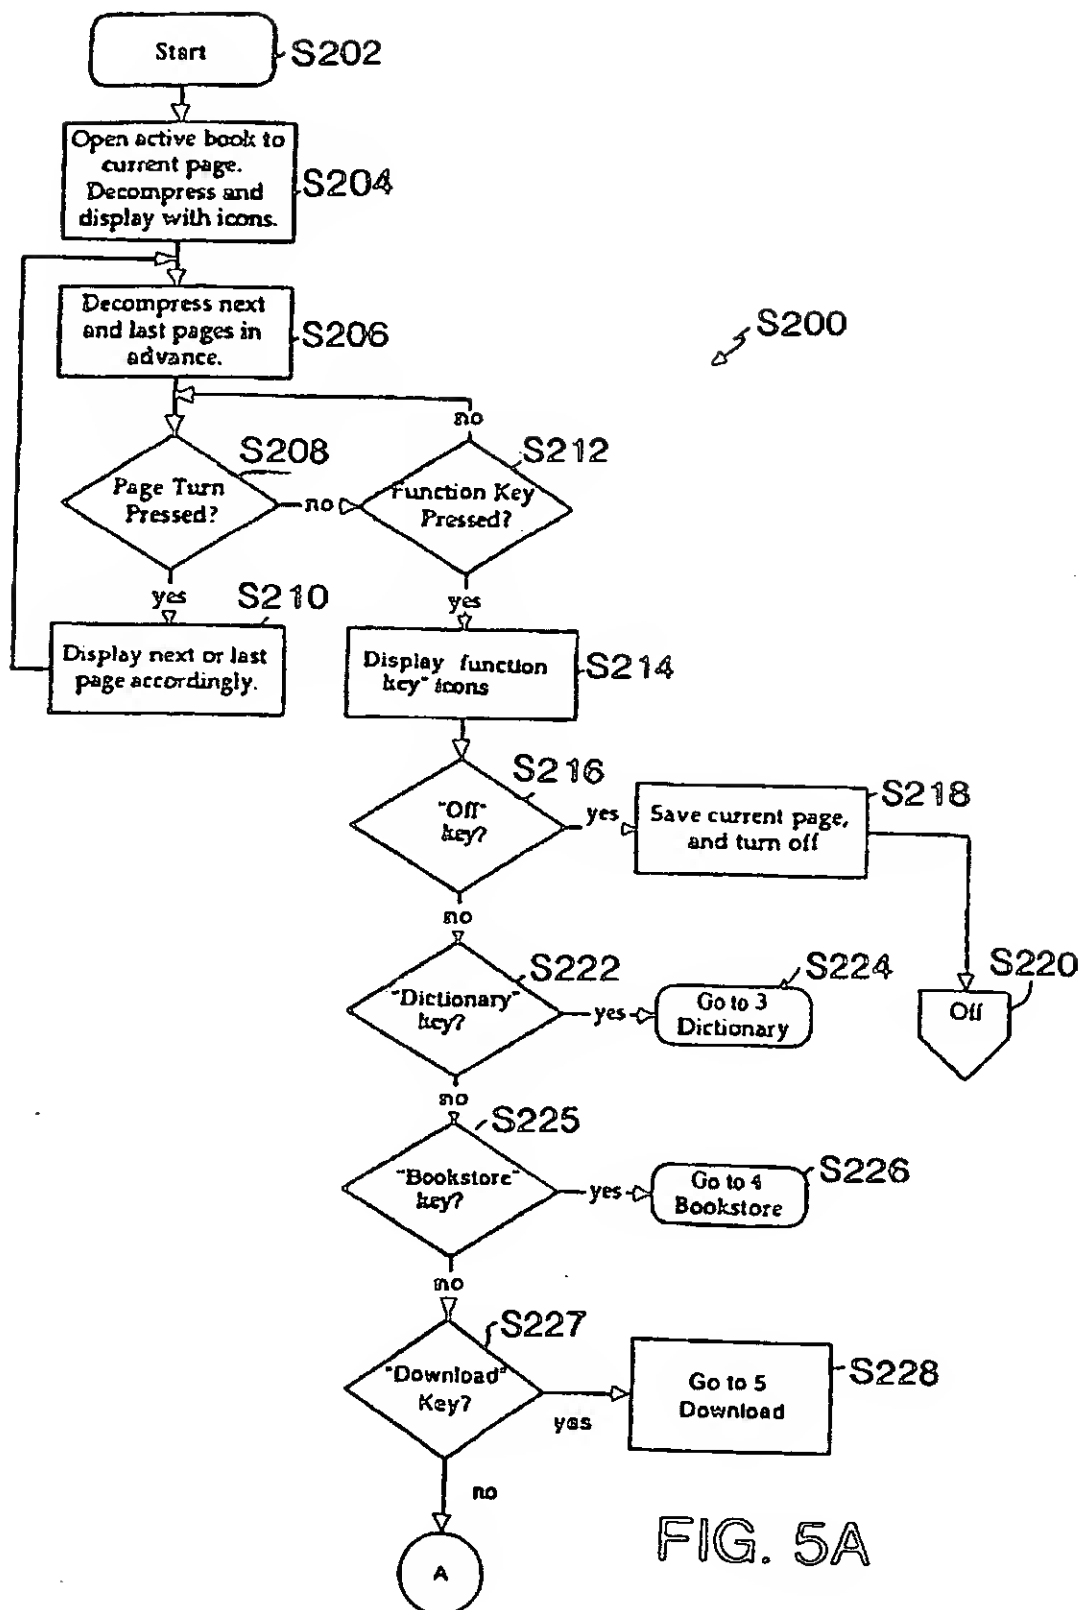 Start
S202
Open active book to
current page.
Decompress and
display with icons.
S204
Decompress next
and last pages in
advance.
S206
S200
Page Turn
Pressed?
S208
no
Function Key
Pressed?
S212
no
yes
S210
Display next or last
page accordingly.
yes
Display function
key" icons
S214
"Off"
key?
S216
yes
Save current page,
and turn off
S218
S220
Off
no
"Dictionary"
key?
S222
yes
Go to 3
Dictionary
S224
no
"Bookstore"
key?
S225
yes
Go to 4
Bookstore
S226
no
"Download"
Key?
S227
yes
Go to 5
Download
S228
no
A
FIG. 5A